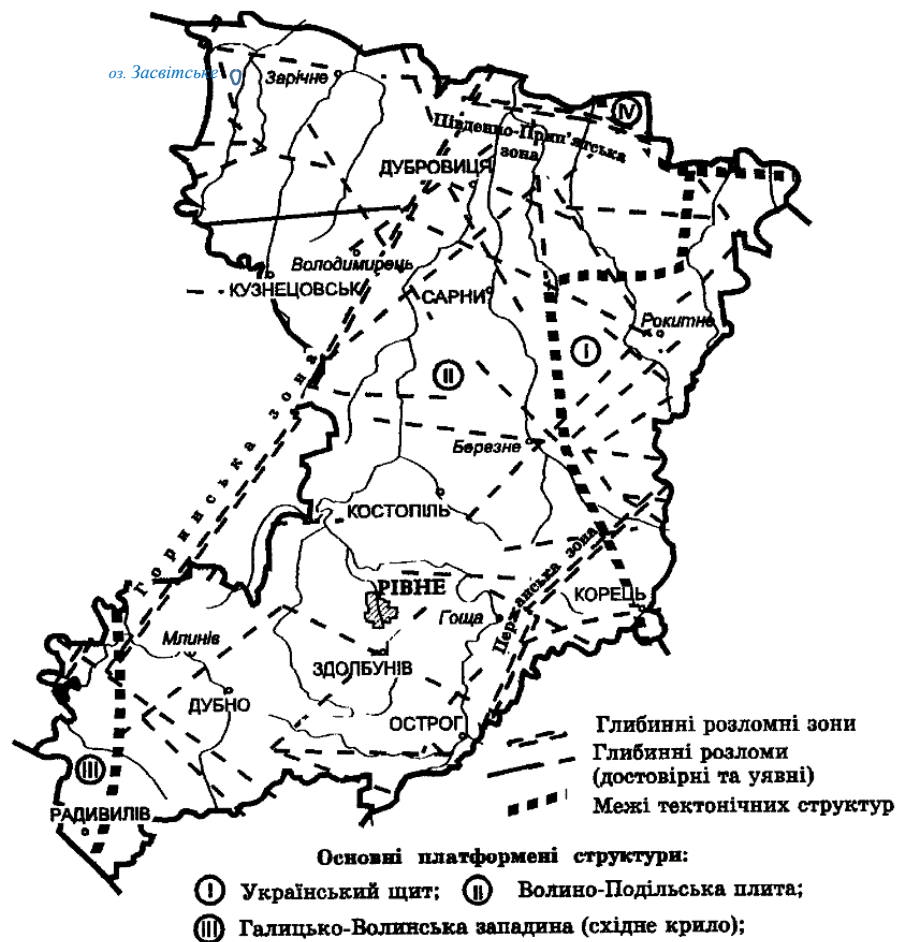 оз. Засвітське
Зарічне
IV
Південно-Прип'ятська
зона
ДУБРОВИЦЯ
Володимирець
КУЗНЕЦОВСЬК
САРНИ
Рокитне
I
II
Горинська зона
Березне
КОСТОПІЛЬ
Пержанська зона
РІВНЕ
КОРЕЦЬ
Гоща
Млинів
ЗДОЛБУНІВ
ДУБНО
ОСТРОГ
III
РАДИВИЛІВ
Глибинні розломні зони
Глибинні розломи
(достовірні та уявні)
Межі тектонічних структур
Основні платформені структури:
I Український щит; II Волино-Подільська плита;
III Галицько-Волинська западина (східне крило);